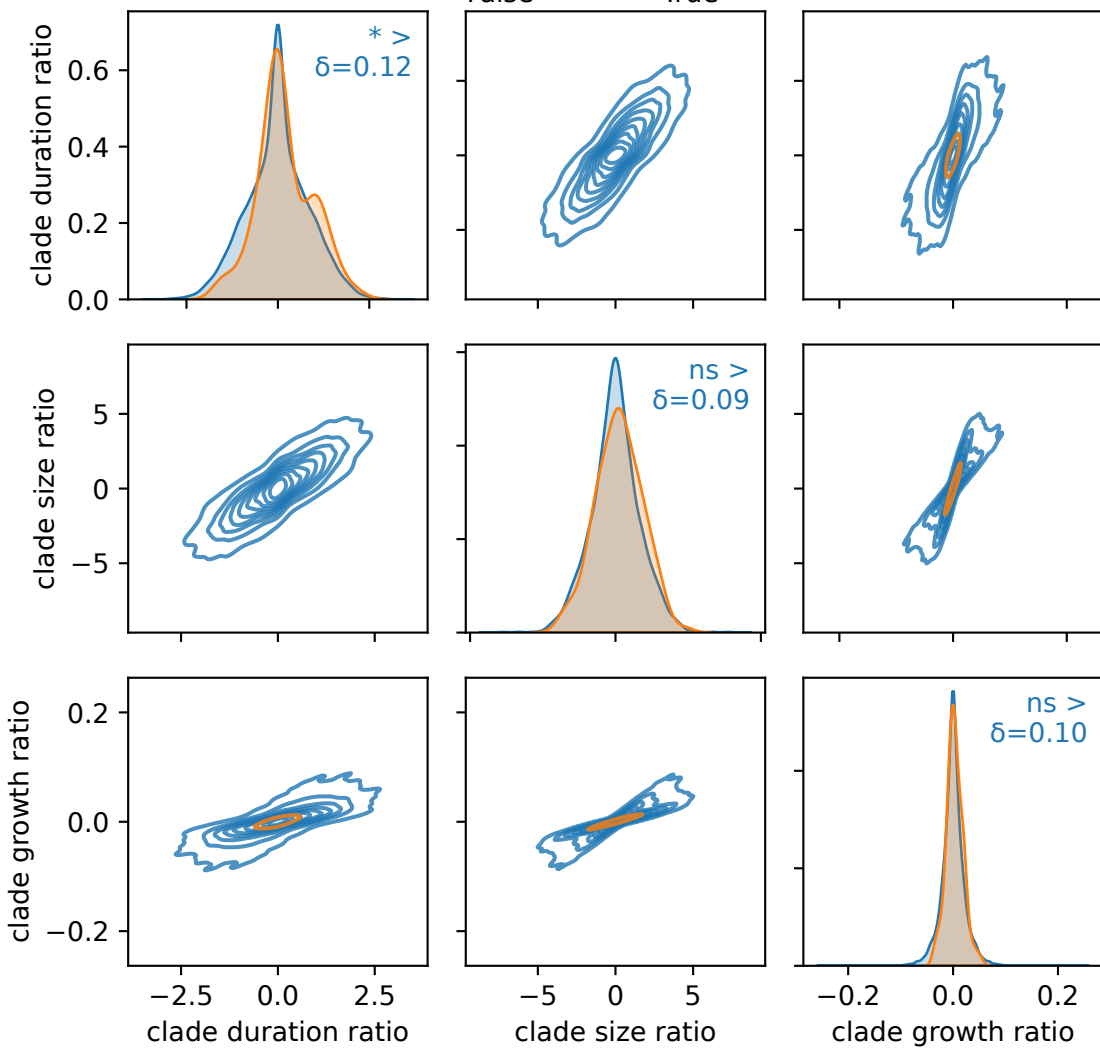 clade duration ratio
0.6
0.4
0.2
0.0
* >
δ=0.12
clade size ratio
5
0
−5
ns >
δ=0.09
clade growth ratio
0.2
0.0
−0.2
ns >
δ=0.10
−2.5 0.0 2.5
−5 0 5
−0.2 0.0 0.2
clade duration ratio
clade size ratio
clade growth ratio